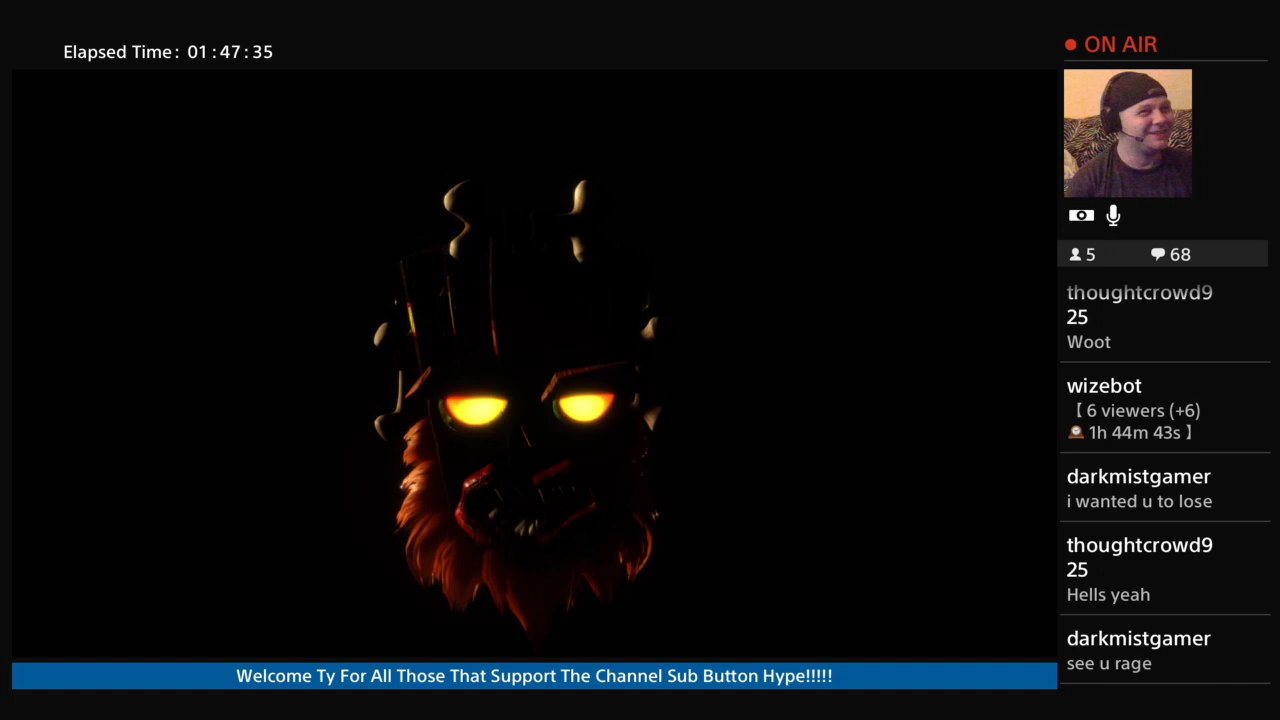 Elapsed Time: 01:47:35
ON AIR
5 68
thoughtcrowd9
25
Woot
wizebot
【 6 viewers (+6)
1h 44m 43s 】
darkmistgamer
i wanted u to lose
thoughtcrowd9
25
Hells yeah
darkmistgamer
see u rage
Welcome Ty For All Those That Support The Channel Sub Button Hype!!!!!